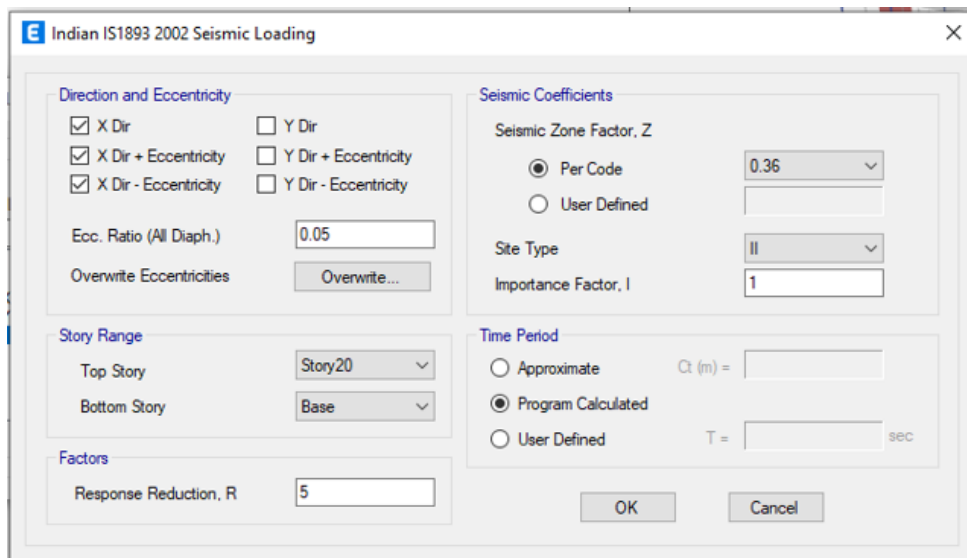 E Indian IS1893 2002 Seismic Loading
Direction and Eccentricity
X Dir Y Dir
X Dir + Eccentricity Y Dir + Eccentricity
X Dir - Eccentricity Y Dir - Eccentricity
Ecc. Ratio (All Diaph.) 0.05
Overwrite Eccentricities Overwrite...
Story Range
Top Story Story20
Bottom Story Base
Factors
Response Reduction, R 5
Seismic Coefficients
Seismic Zone Factor, Z
Per Code 0.36
User Defined
Site Type II
Importance Factor, I 1
Time Period
Approximate Ct (m) =
Program Calculated
User Defined T = sec
OK Cancel